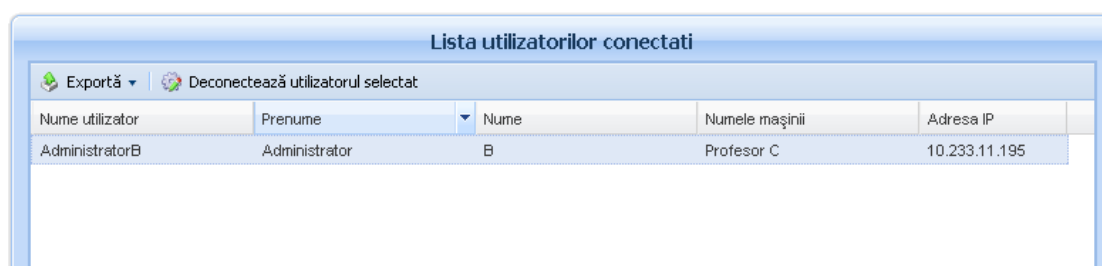 Lista utilizatorilor conectati
Exportă Deconectează utilizatorul selectat
Nume utilizator Prenume Nume Numele maşinii Adresa IP
AdministratorB Administrator B Profesor C 10.233.11.195